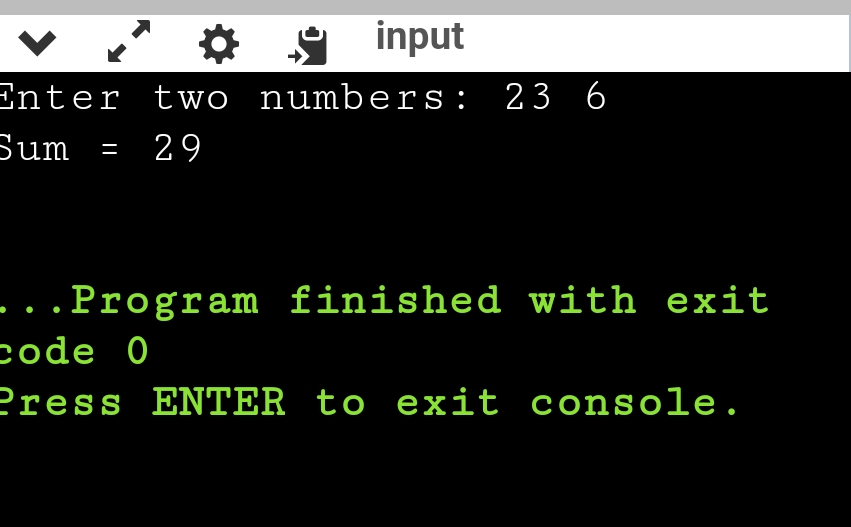 input
Enter two numbers: 23 6
Sum = 29
...Program finished with exit
code 0
Press ENTER to exit console.